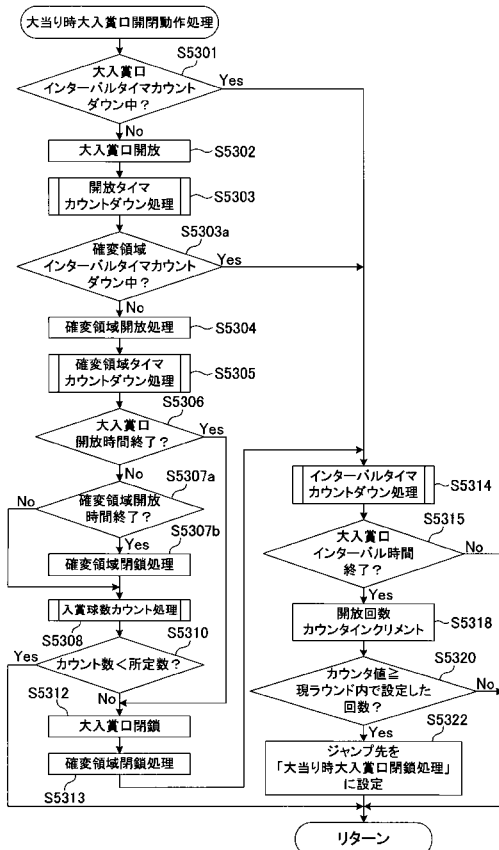 大当り時大入賞口開閉動作処理
S5301
大入賞口
インターバルタイマカウント
ダウン中?
Yes
No
大入賞口開放
S5302
開放タイマ
カウントダウン処理
S5303
S5303a
確変領域
インターバルタイマカウント
ダウン中?
Yes
No
確変領域開放処理
S5304
確変領域タイマ
カウントダウン処理
S5305
S5306
大入賞口
開放時間終了?
Yes
No
S5307a
確変領域開放
時間終了?
No
Yes
S5307b
確変領域閉鎖処理
入賞球数カウント処理
S5308
S5310
カウント数<所定数?
Yes
No
S5312
大入賞口閉鎖
確変領域閉鎖処理
S5313
インターバルタイマ
カウントダウン処理
S5314
S5315
大入賞口
インターバル時間
終了?
No
Yes
開放回数
カウンタインクリメント
S5318
S5320
カウンタ値≧
現ラウンド内で設定した
回数?
No
Yes
S5322
ジャンプ先を
「大当り時大入賞口閉鎖処理」
に設定
リターン